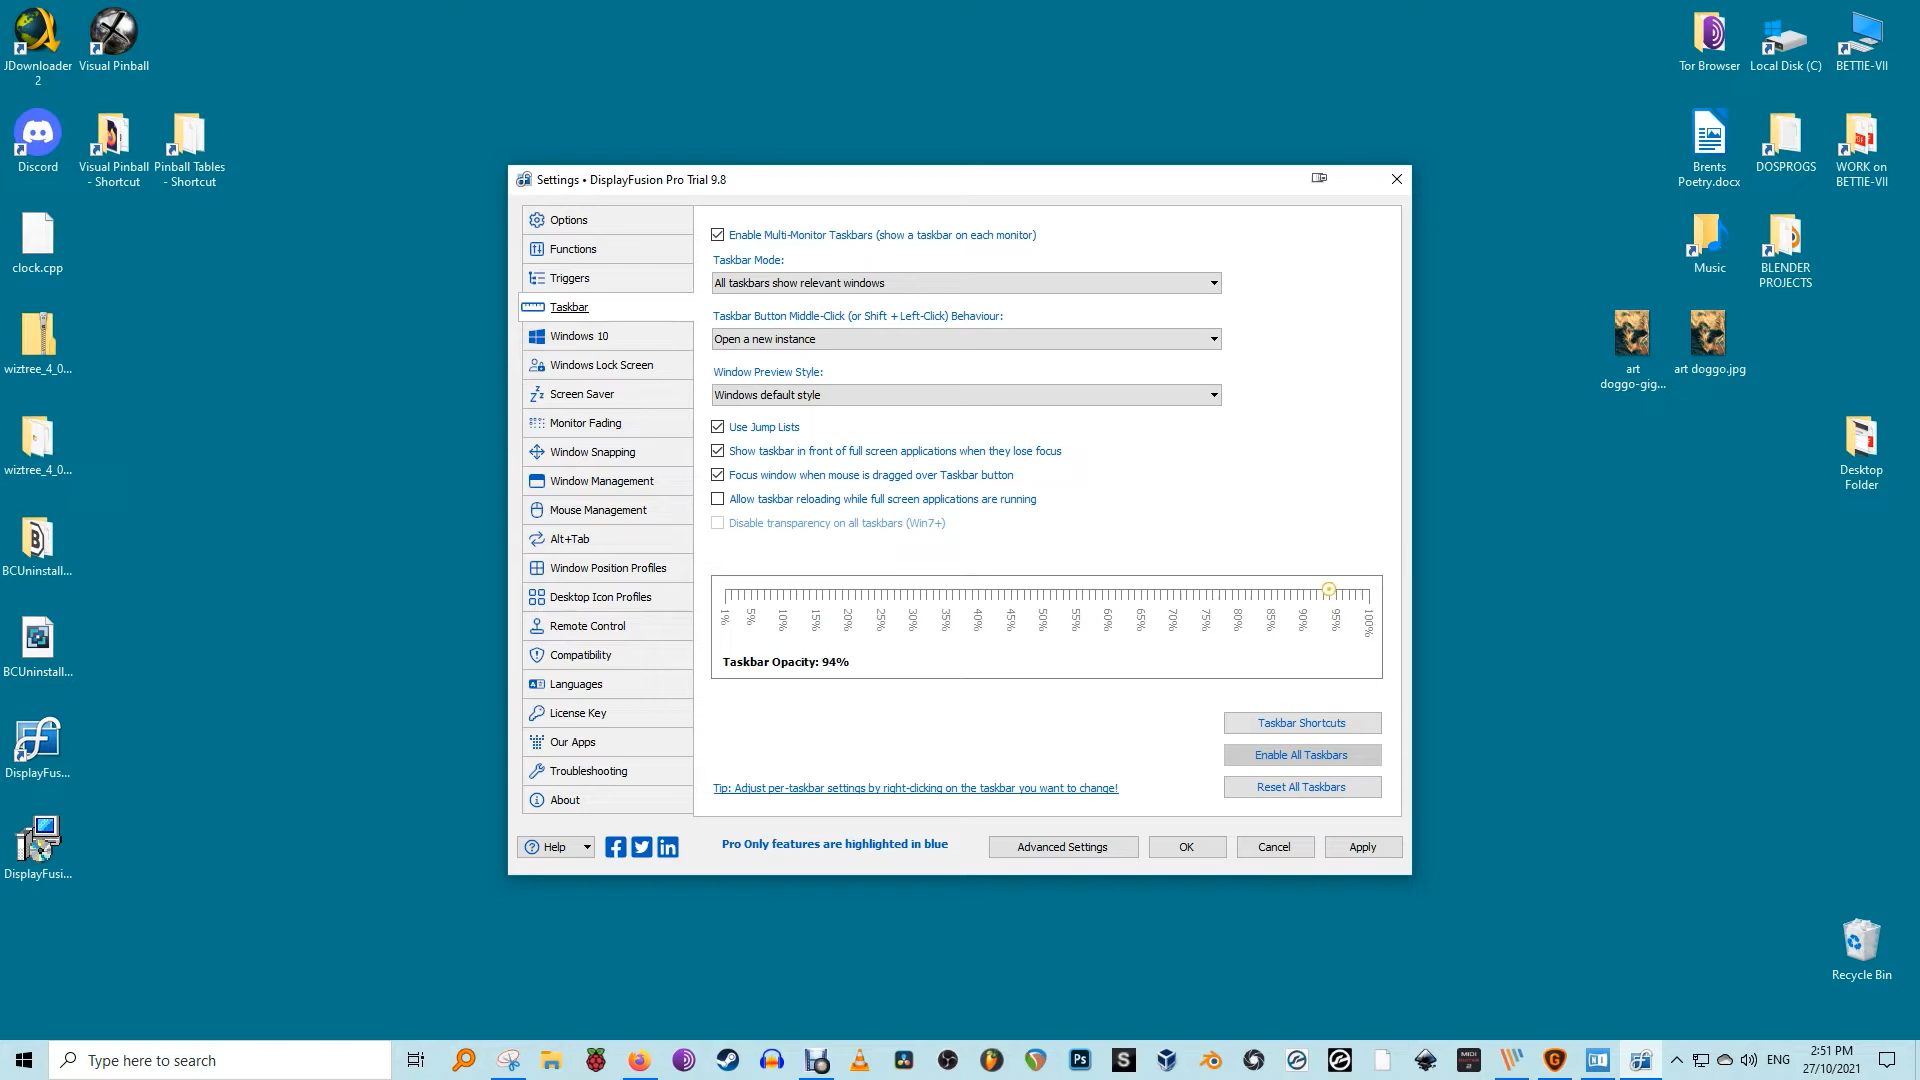 JDownloader
2
Visual Pinball
Discord
Visual Pinball
- Shortcut
Pinball Tables
- Shortcut
clock.cpp
wiztree_4_0...
wiztree_4_0...
BCUninstall...
BCUninstall...
DisplayFus...
DisplayFusi...
Tor Browser
Local Disk (C)
BETTIE-VII
Brents
Poetry.docx
DOSPROGS
WORK on
BETTIE-VII
Music
BLENDER
PROJECTS
art
doggo-gig...
art doggo.jpg
Desktop
Folder
Recycle Bin
Settings • DisplayFusion Pro Trial 9.8
Options
Functions
Triggers
Taskbar
Windows 10
Windows Lock Screen
Screen Saver
Monitor Fading
Window Snapping
Window Management
Mouse Management
Alt+Tab
Window Position Profiles
Desktop Icon Profiles
Remote Control
Compatibility
Languages
License Key
Our Apps
Troubleshooting
About
Enable Multi-Monitor Taskbars (show a taskbar on each monitor)
Taskbar Mode:
All taskbars show relevant windows
Taskbar Button Middle-Click (or Shift + Left-Click) Behaviour:
Open a new instance
Window Preview Style:
Windows default style
Use Jump Lists
Show taskbar in front of full screen applications when they lose focus
Focus window when mouse is dragged over Taskbar button
Allow taskbar reloading while full screen applications are running
Disable transparency on all taskbars (Win7+)
1% 5% 10% 15% 20% 25% 30% 35% 40% 45% 50% 55% 60% 65% 70% 75% 80% 85% 90% 95% 100%
Taskbar Opacity: 94%
Taskbar Shortcuts
Enable All Taskbars
Reset All Taskbars
Tip: Adjust per-taskbar settings by right-clicking on the taskbar you want to change!
Help
Pro Only features are highlighted in blue
Advanced Settings
OK
Cancel
Apply
Type here to search
ENG
2:51 PM
27/10/2021